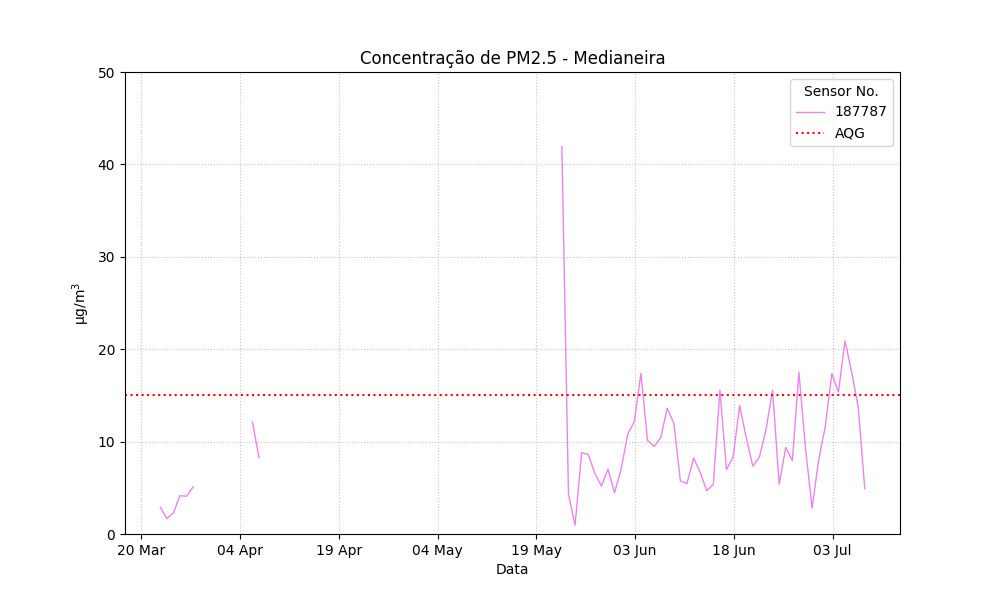 Concentração de PM2.5 - Medianeira
Sensor No.
187787
AQG
50
40
30
20
10
0
µg/m³
20 Mar
04 Apr
19 Apr
04 May
19 May
03 Jun
18 Jun
03 Jul
Data